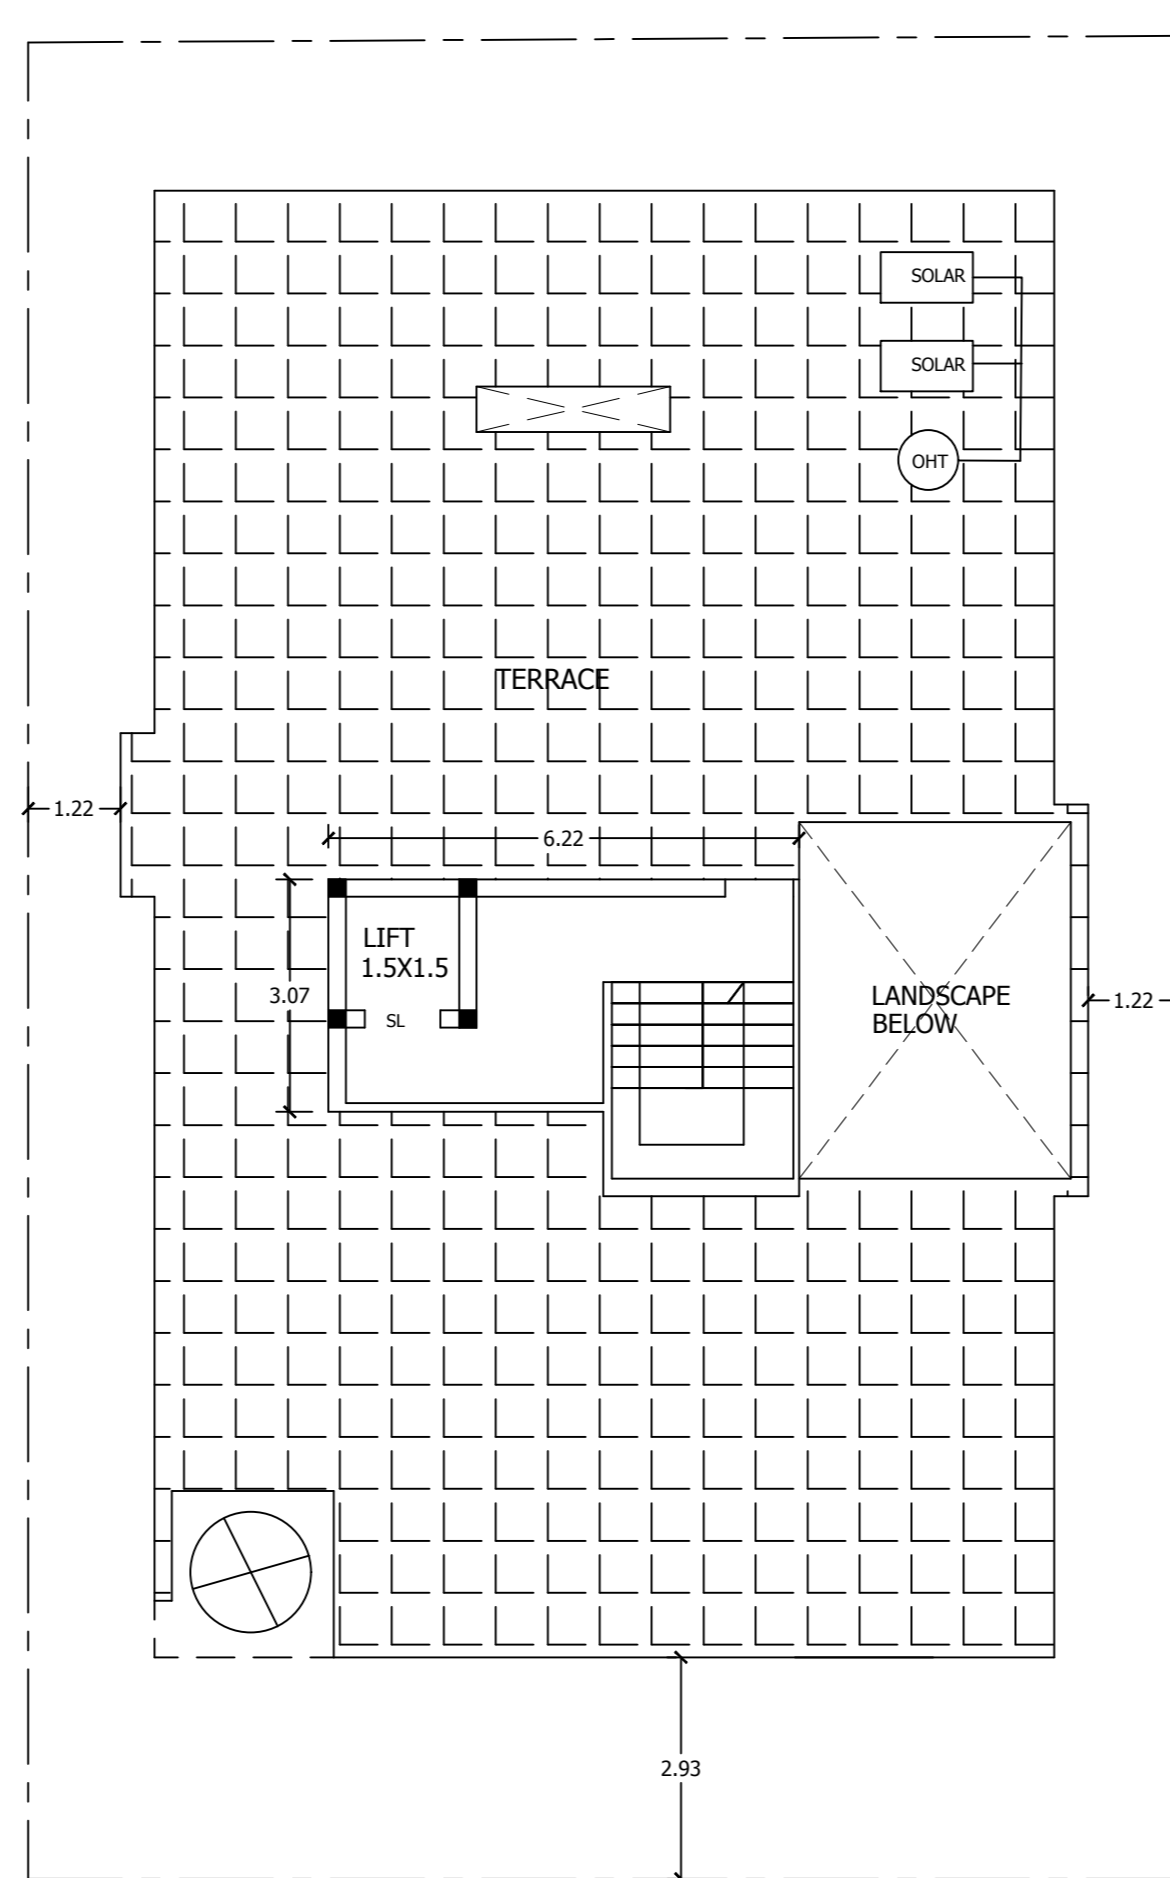 SOLAR
SOLAR
OHT
TERRACE
1.22
6.22
LIFT
1.5X1.5
3.07
SL
LANDSCAPE
BELOW
1.22
2.93